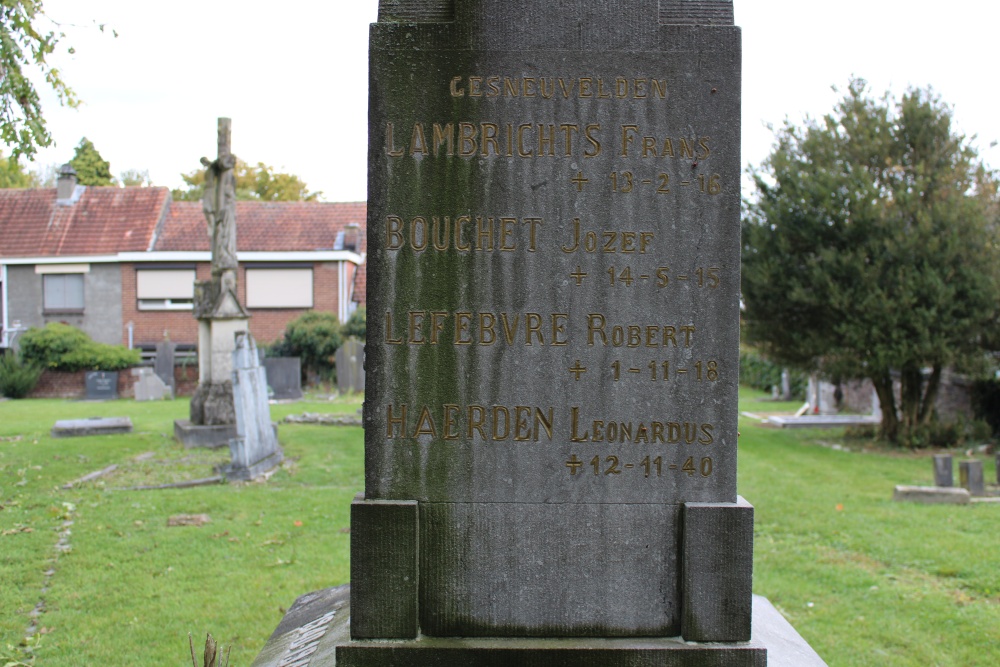 GESNEUVELDEN
LAMBRICHTS FRANS
+ 13-2-16
BOUCHET JOZEF
+ 14-5-15
LEFEBVRE ROBERT
+ 1-11-18
HAERDEN LEONARDUS
+ 12-11-40